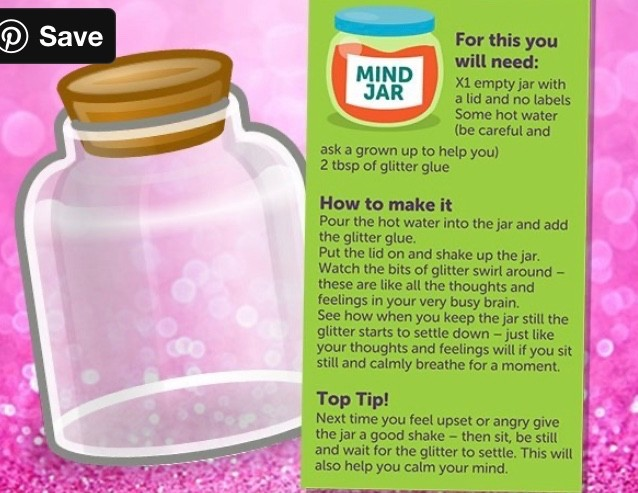 Save
MIND
JAR
For this you
will need:
X1 empty jar with
a lid and no labels
Some hot water
(be careful and
ask a grown up to help you)
2 tbsp of glitter glue
How to make it
Pour the hot water into the jar and add
the glitter glue.
Put the lid on and shake up the jar.
Watch the bits of glitter swirl around –
these are like all the thoughts and
feelings in your very busy brain.
See how when you keep the jar still the
glitter starts to settle down – just like
your thoughts and feelings will if you sit
still and calmly breathe for a moment.
Top Tip!
Next time you feel upset or angry give
the jar a good shake – then sit, be still
and wait for the glitter to settle. This will
also help you calm your mind.